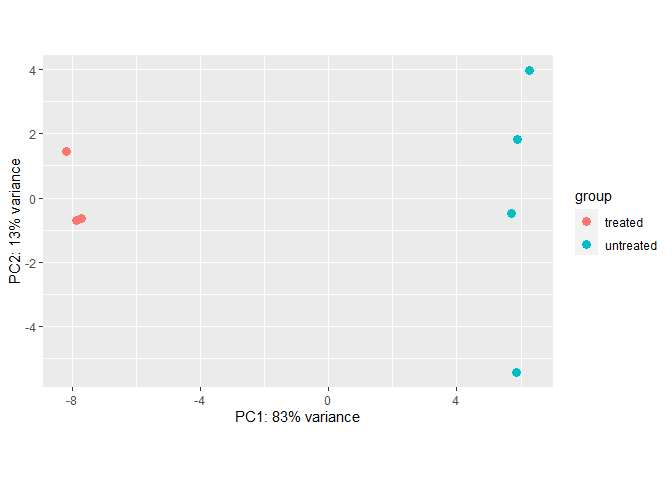 4
2
0
-2
-4
PC2: 13% variance
-8
-4
0
4
PC1: 83% variance
group
treated
untreated